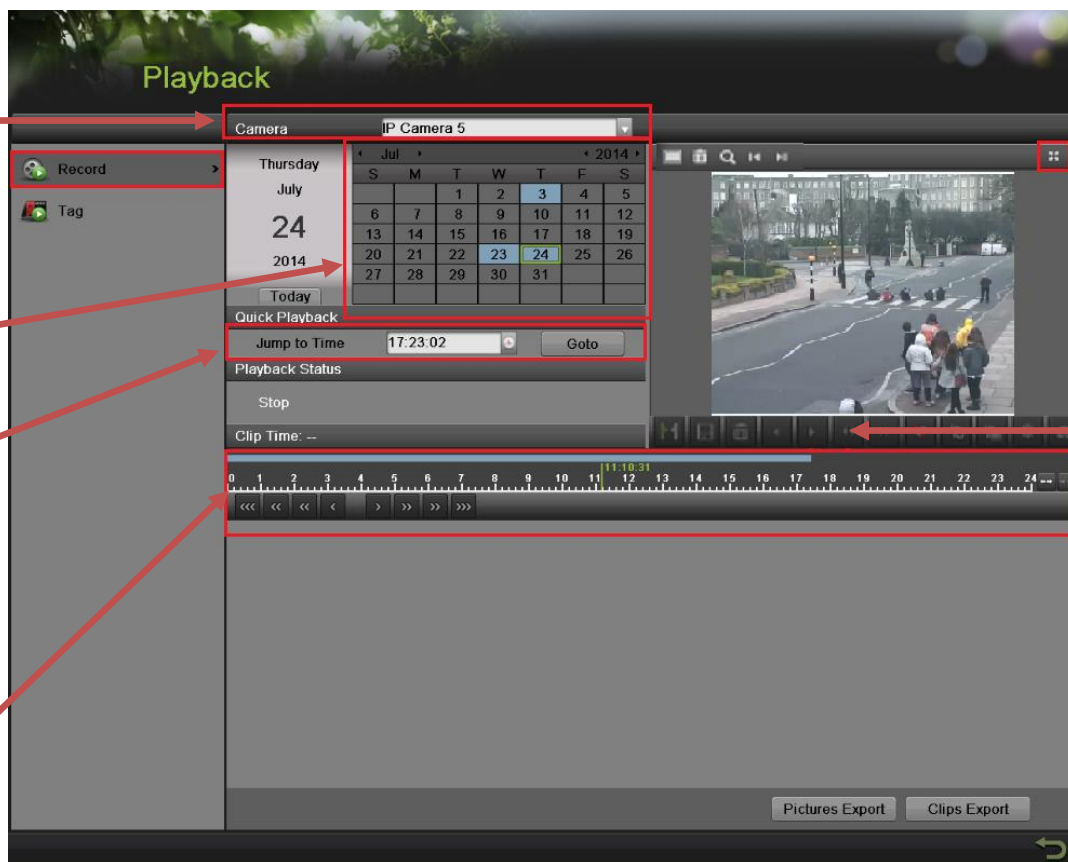 Playback
Camera
IP Camera 5
Record
Tag
Thursday
July
24
2014
Today
Jul 2014
S M T W T F S
1 2 3 4 5
6 7 8 9 10 11 12
13 14 15 16 17 18 19
20 21 22 23 24 25 26
27 28 29 30 31
Quick Playback
Jump to Time 17:23:02 Goto
Playback Status
Stop
Clip Time: --
11:10:31
0 1 2 3 4 5 6 7 8 9 10 11 12 13 14 15 16 17 18 19 20 21 22 23 24
Pictures Export Clips Export